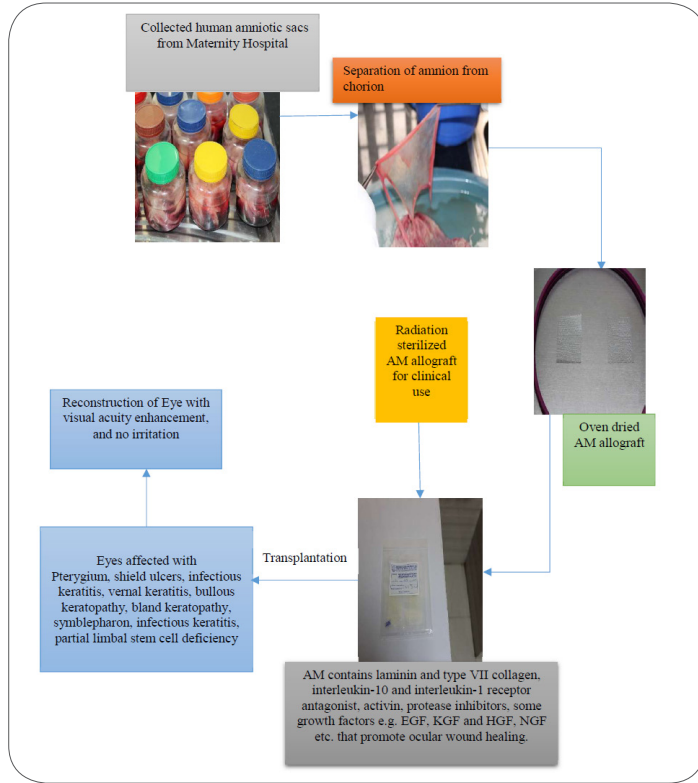 Collected human amniotic sacs
from Maternity Hospital
Separation of amnion from
chorion
Radiation
sterilized
AM allograft
for clinical
use
Oven dried
AM allograft
Reconstruction of Eye with
visual acuity enhancement,
and no irritation
Eyes affected with
Pterygium, shield ulcers, infectious
keratitis, vernal keratitis, bullous
keratopathy, bland keratopathy,
symblepharon, infectious keratitis,
partial limbal stem cell deficiency
Transplantation
AM contains laminin and type VII collagen,
interleukin-10 and interleukin-1 receptor
antagonist, activin, protease inhibitors, some
growth factors e.g. EGF, KGF and HGF, NGF
etc. that promote ocular wound healing.